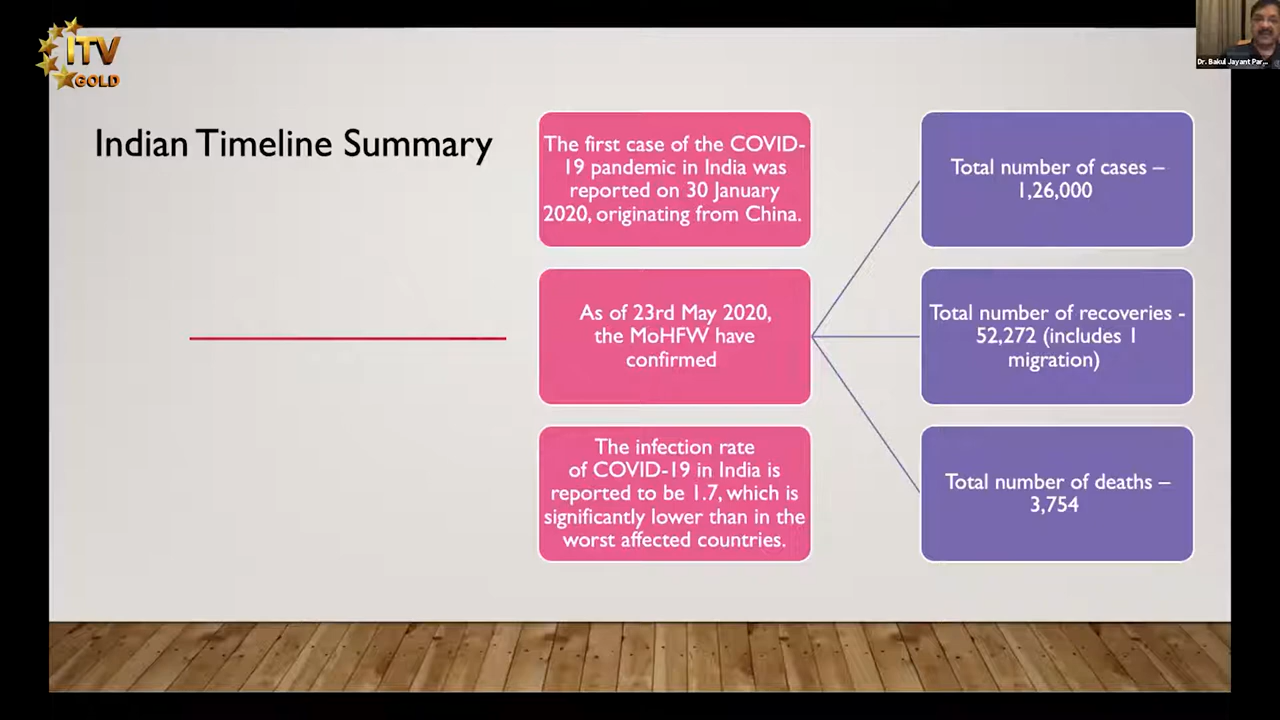 ITV
GOLD
Dr. Bakul Jayant Par...
Indian Timeline Summary
The first case of the COVID-
19 pandemic in India was
reported on 30 January
2020, originating from China.
As of 23rd May 2020,
the MoHFW have
confirmed
The infection rate
of COVID-19 in India is
reported to be 1.7, which is
significantly lower than in the
worst affected countries.
Total number of cases –
1,26,000
Total number of recoveries -
52,272 (includes 1
migration)
Total number of deaths –
3,754